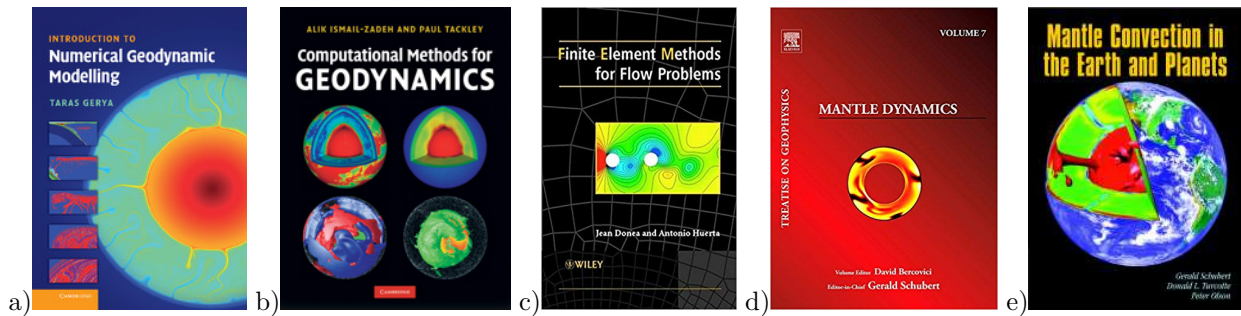 a)
INTRODUCTION TO
Numerical Geodynamic
Modelling
TARAS GERYA
CAMBRIDGE
b)
ALIK ISMAIL-ZADEH AND PAUL TACKLEY
Computational Methods for
GEODYNAMICS
CAMBRIDGE
c)
Finite Element Methods
for Flow Problems
Jean Donea and Antonio Huerta
WILEY
d)
TREATISE ON GEOPHYSICS
VOLUME 7
MANTLE DYNAMICS
Volume Editor David Bercovici
Editor-in-Chief Gerald Schubert
e)
Mantle Convection in
the Earth and Planets
Gerald Schubert
Donald L. Turcotte
Peter Olson